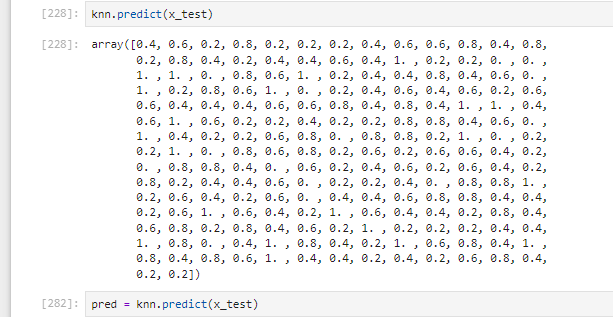 [228]: knn.predict(x_test)
[228]: array([0.4, 0.6, 0.2, 0.8, 0.2, 0.2, 0.2, 0.4, 0.6, 0.6, 0.8, 0.4, 0.8,
0.2, 0.8, 0.4, 0.2, 0.4, 0.4, 0.6, 0.4, 1. , 0.2, 0.2, 0. , 0. ,
1. , 1. , 0. , 0.8, 0.6, 1. , 0.2, 0.4, 0.4, 0.8, 0.4, 0.6, 0. ,
1. , 0.2, 0.8, 0.6, 1. , 0. , 0.2, 0.4, 0.6, 0.4, 0.6, 0.2, 0.6,
0.6, 0.4, 0.4, 0.4, 0.6, 0.6, 0.8, 0.4, 0.8, 0.4, 1. , 1. , 0.4,
0.6, 1. , 0.6, 0.2, 0.2, 0.4, 0.2, 0.2, 0.8, 0.8, 0.4, 0.6, 0. ,
1. , 0.4, 0.2, 0.2, 0.6, 0.8, 0. , 0.8, 0.8, 0.2, 1. , 0. , 0.2,
0.2, 1. , 0. , 0.8, 0.6, 0.8, 0.2, 0.6, 0.2, 0.6, 0.6, 0.4, 0.2,
0. , 0.8, 0.8, 0.4, 0. , 0.6, 0.2, 0.4, 0.6, 0.2, 0.6, 0.4, 0.2,
0.8, 0.2, 0.4, 0.4, 0.6, 0. , 0.2, 0.2, 0.4, 0. , 0.8, 0.8, 1. ,
0.2, 0.6, 0.4, 0.2, 0.6, 0. , 0.4, 0.4, 0.6, 0.8, 0.8, 0.4, 0.4,
0.2, 0.6, 1. , 0.6, 0.4, 0.2, 1. , 0.6, 0.4, 0.4, 0.2, 0.8, 0.4,
0.6, 0.8, 0.2, 0.8, 0.4, 0.6, 0.2, 1. , 0.2, 0.2, 0.2, 0.4, 0.4,
1. , 0.8, 0. , 0.4, 1. , 0.8, 0.4, 0.2, 1. , 0.6, 0.8, 0.4, 1. ,
0.8, 0.4, 0.8, 0.6, 1. , 0.4, 0.4, 0.2, 0.4, 0.2, 0.6, 0.8, 0.4,
0.2, 0.2])
[282]: pred = knn.predict(x_test)